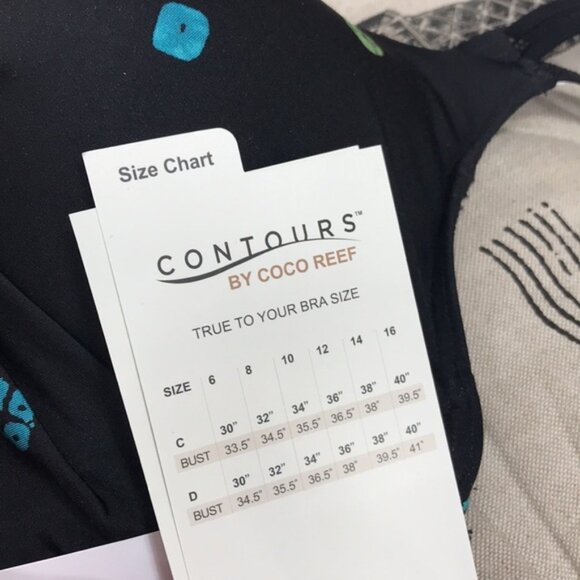 Size Chart
CONTOURS™
BY COCO REEF
TRUE TO YOUR BRA SIZE
SIZE 6 8 10 12 14 16
C 30" 32" 34" 36" 38" 40"
BUST 33.5" 34.5" 35.5" 36.5" 38" 39.5"
D 30" 32" 34" 36" 38" 40"
BUST 34.5" 35.5" 36.5" 38" 39.5" 41"